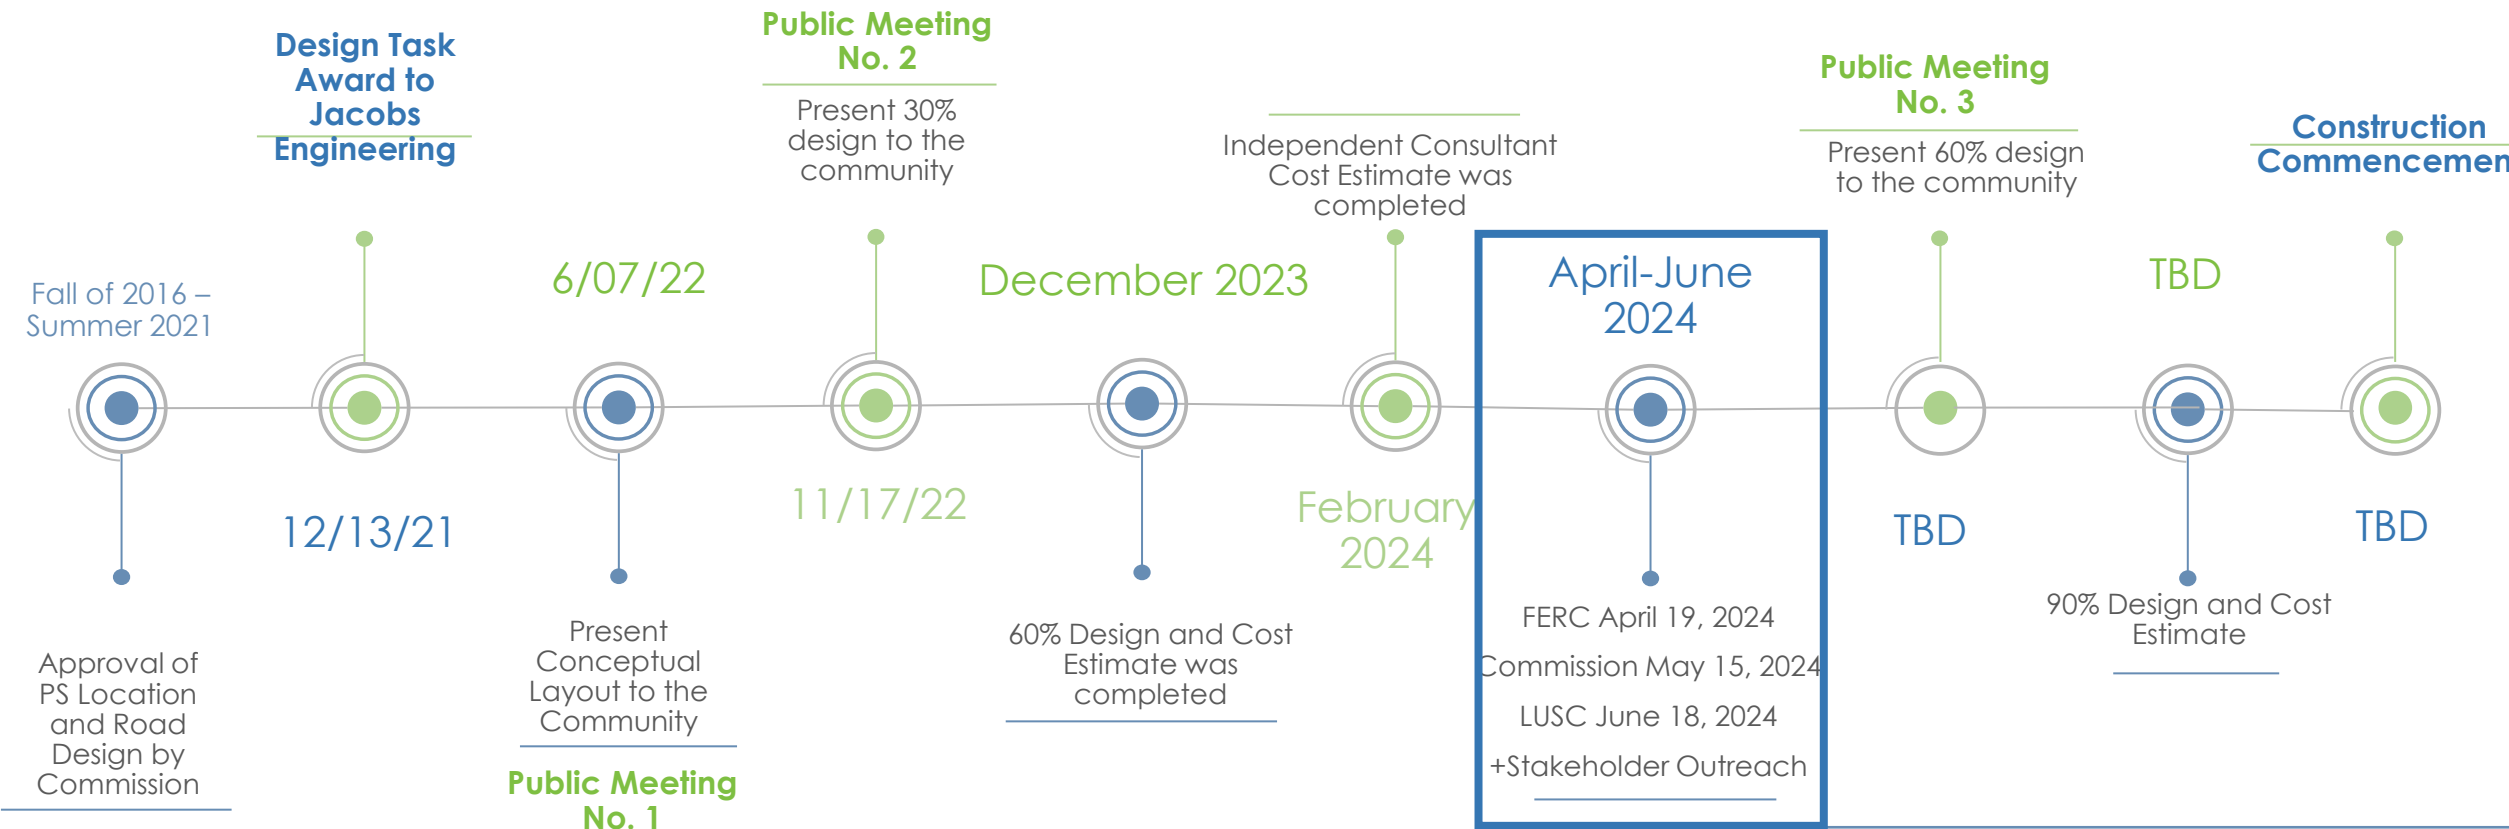 Fall of 2016 –
Summer 2021
Approval of
PS Location
and Road
Design by
Commission
Design Task
Award to
Jacobs
Engineering
12/13/21
6/07/22
Present
Conceptual
Layout to the
Community
Public Meeting
No. 1
Public Meeting
No. 2
Present 30%
design to the
community
11/17/22
December 2023
60% Design and Cost
Estimate was
completed
Independent Consultant
Cost Estimate was
completed
February
2024
April-June
2024
FERC April 19, 2024
Commission May 15, 2024
LUSC June 18, 2024
+Stakeholder Outreach
Public Meeting
No. 3
Present 60% design
to the community
TBD
TBD
90% Design and Cost
Estimate
Construction
Commencemen
TBD